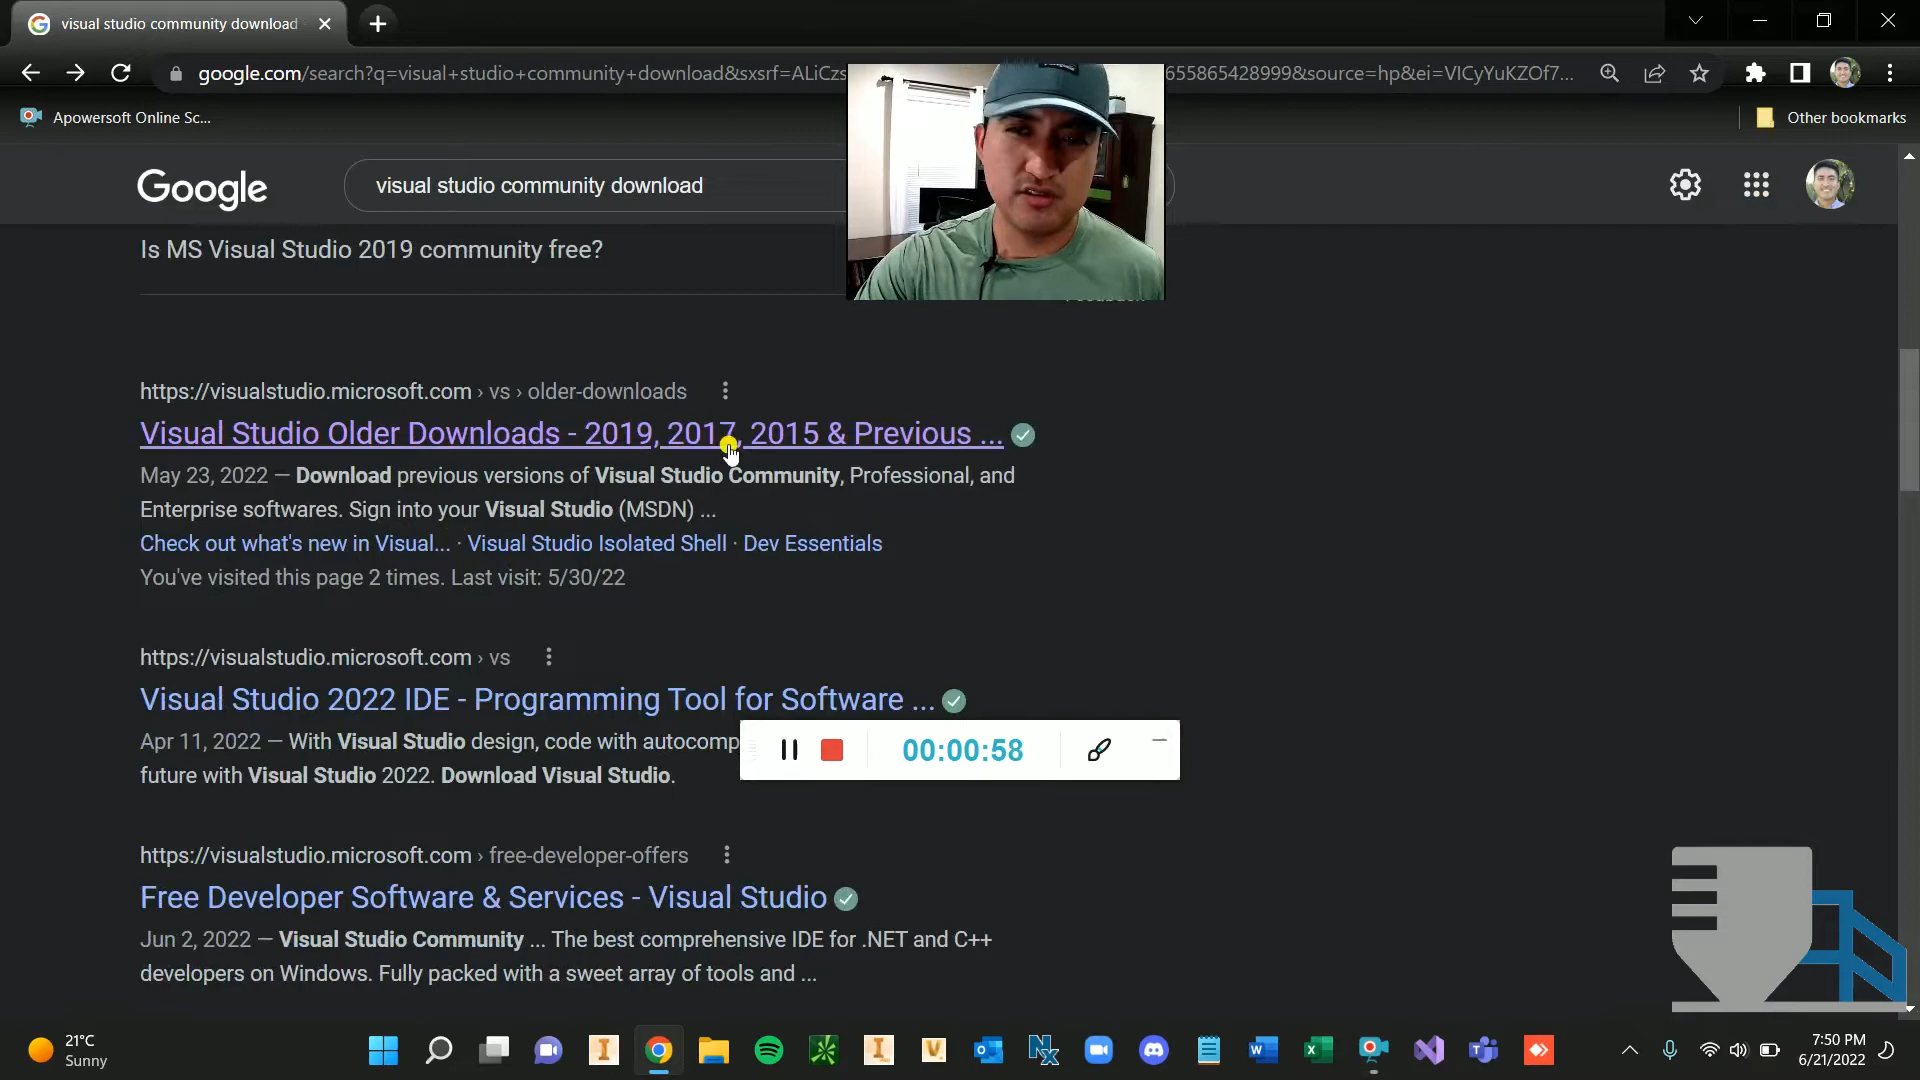 visual studio community download
google.com/search?q=visual+studio+community+download&sxsrf=ALiCzs 655865428999&source=hp&ei=VICyYuKZOf7...
Apowersoft Online Sc...
Other bookmarks
Google
visual studio community download
Is MS Visual Studio 2019 community free?
https://visualstudio.microsoft.com › vs › older-downloads
Visual Studio Older Downloads - 2019, 2017, 2015 & Previous ...
May 23, 2022 — Download previous versions of Visual Studio Community, Professional, and
Enterprise softwares. Sign into your Visual Studio (MSDN) ...
Check out what's new in Visual... · Visual Studio Isolated Shell · Dev Essentials
You've visited this page 2 times. Last visit: 5/30/22
https://visualstudio.microsoft.com › vs
Visual Studio 2022 IDE - Programming Tool for Software ...
Apr 11, 2022 — With Visual Studio design, code with autocomp
future with Visual Studio 2022. Download Visual Studio.
00:00:58
https://visualstudio.microsoft.com › free-developer-offers
Free Developer Software & Services - Visual Studio
Jun 2, 2022 — Visual Studio Community ... The best comprehensive IDE for .NET and C++
developers on Windows. Fully packed with a sweet array of tools and ...
21°C
Sunny
7:50 PM
6/21/2022